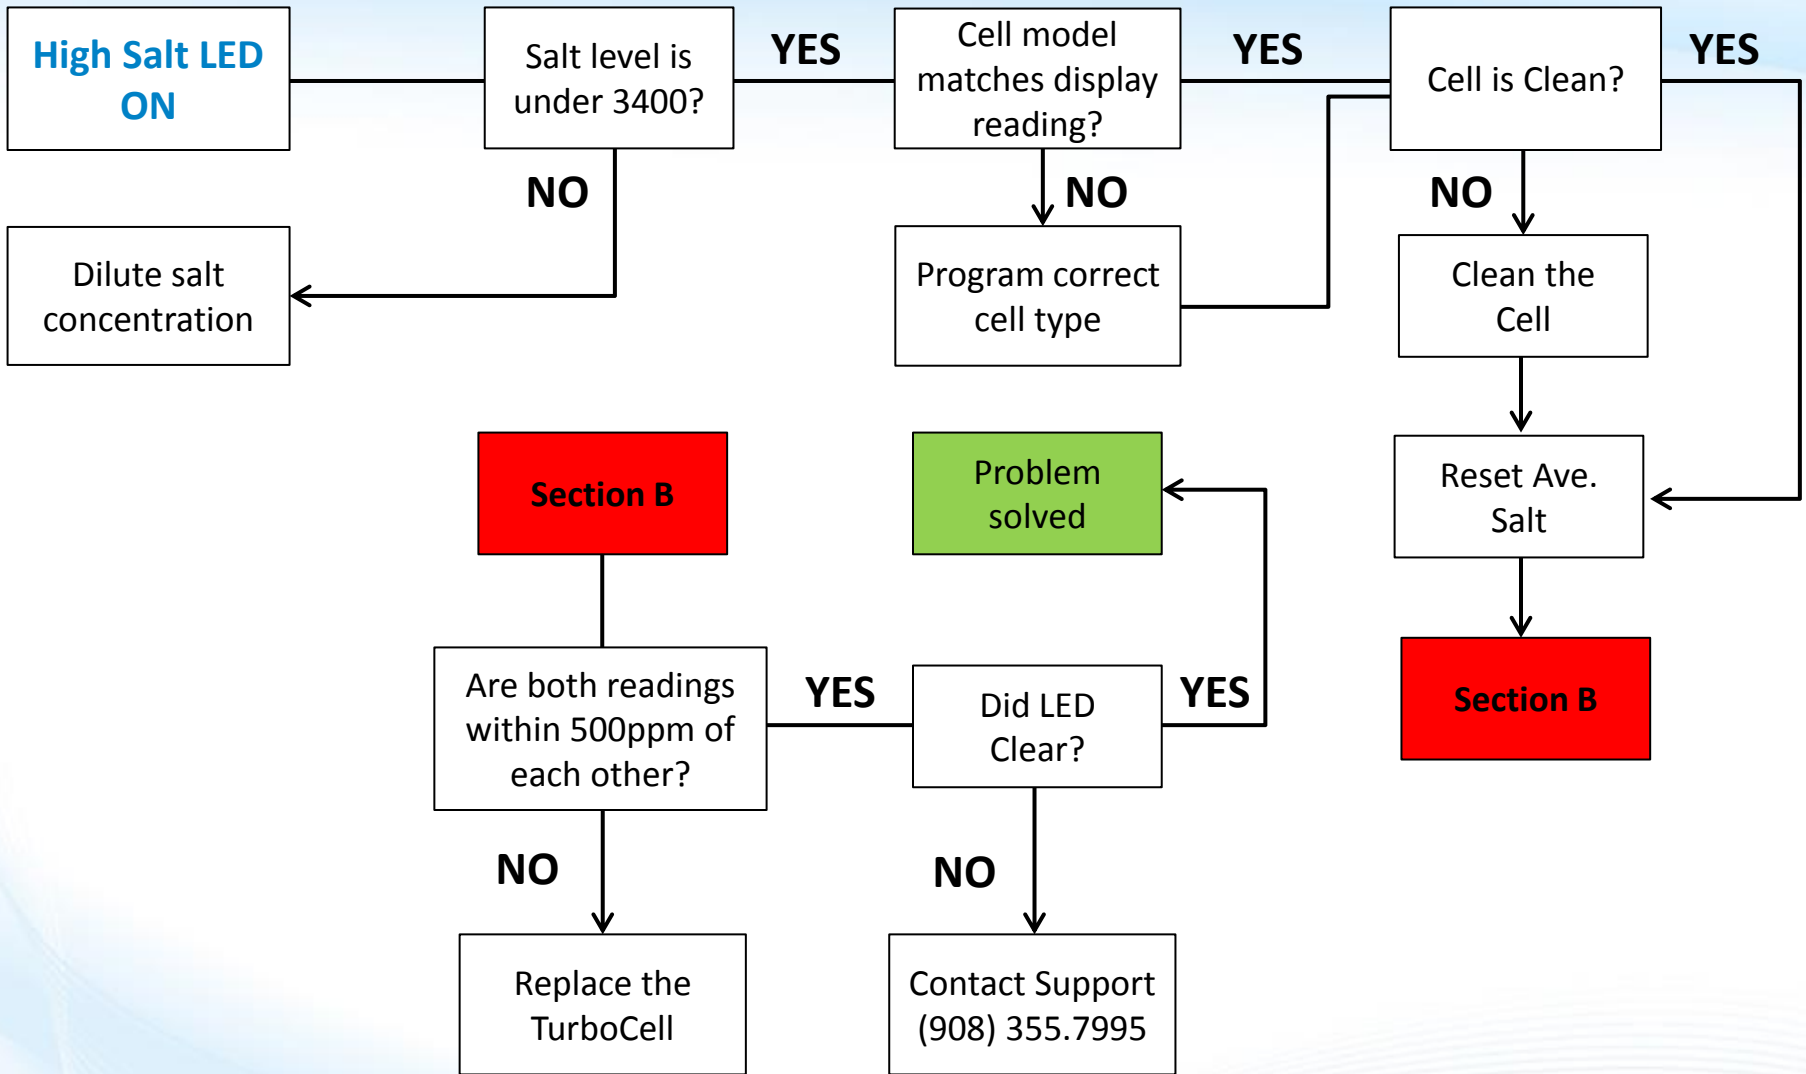 High Salt LED
ON
Salt level is
under 3400?
YES
Cell model
matches display
reading?
YES
Cell is Clean?
YES
NO
NO
NO
Dilute salt
concentration
Program correct
cell type
Clean the
Cell
Section B
Problem
solved
Reset Ave.
Salt
Are both readings
within 500ppm of
each other?
YES
Did LED
Clear?
YES
Section B
NO
NO
Replace the
TurboCell
Contact Support
(908) 355.7995